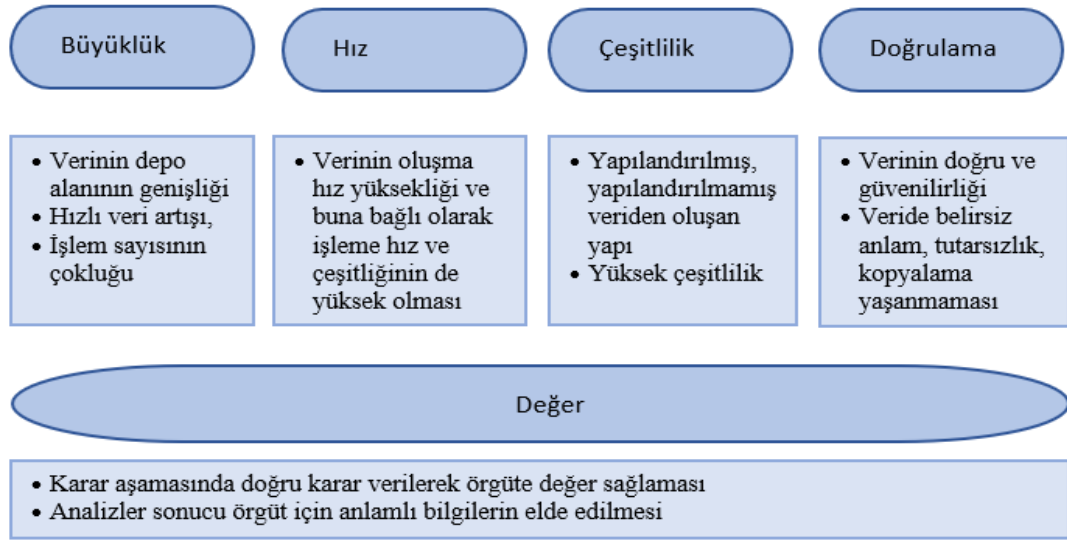 Büyüklük
Hız
Çeşitlilik
Doğrulama
• Verinin depo
alanının genişliği
• Hızlı veri artışı,
• İşlem sayısının
çokluğu
• Verinin oluşma
hız yüksekliği ve
buna bağlı olarak
işleme hız ve
çeşitliğinin de
yüksek olması
• Yapılandırılmış,
yapılandırılmamış
veriden oluşan
yapı
• Yüksek çeşitlilik
• Verinin doğru ve
güvenilirliği
• Veride belirsiz
anlam, tutarsızlık,
kopyalama
yaşanmaması
Değer
• Karar aşamasında doğru karar verilerek örgüte değer sağlaması
• Analizler sonucu örgüt için anlamlı bilgilerin elde edilmesi